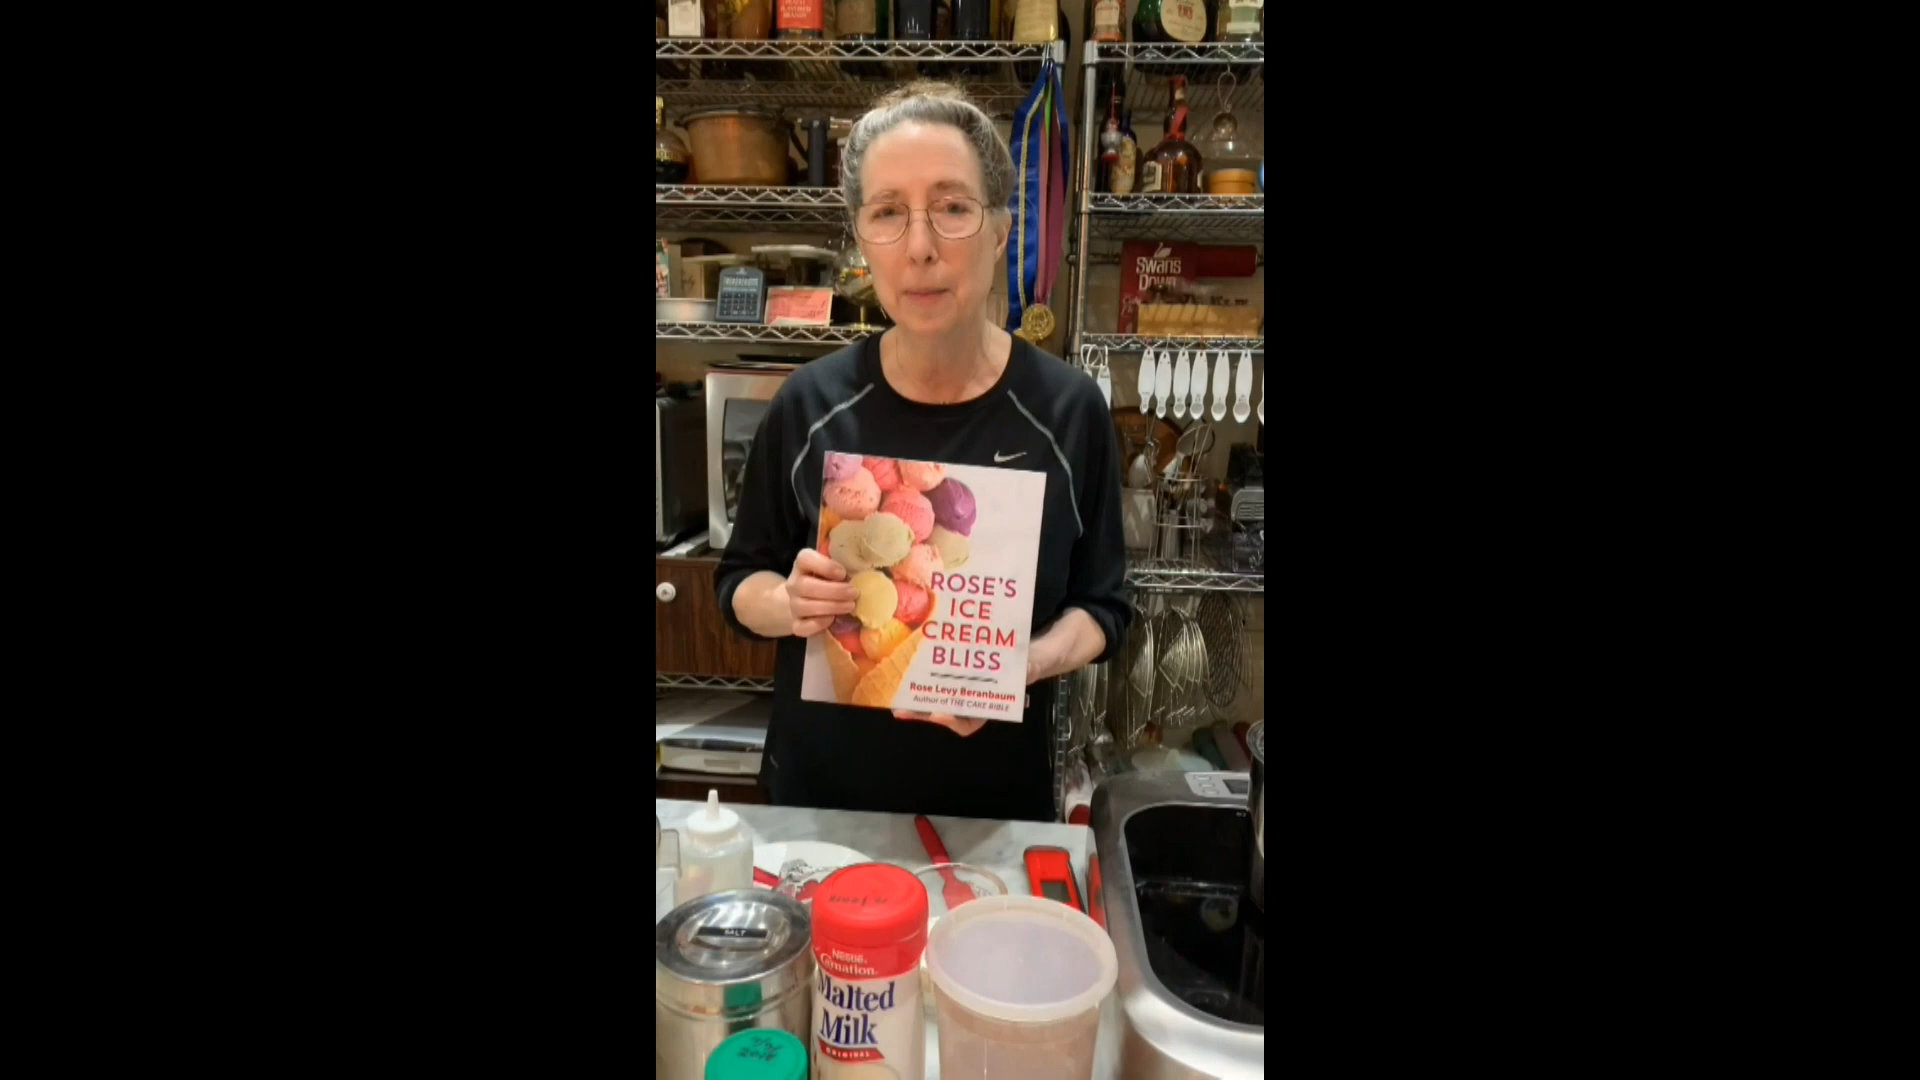 Swans
Down
ROSE'S
ICE
CREAM
BLISS
Rose Levy Beranbaum
Author of THE CAKE BIBLE
SALT
Nestlé
Carnation
Malted
Milk
ORIGINAL